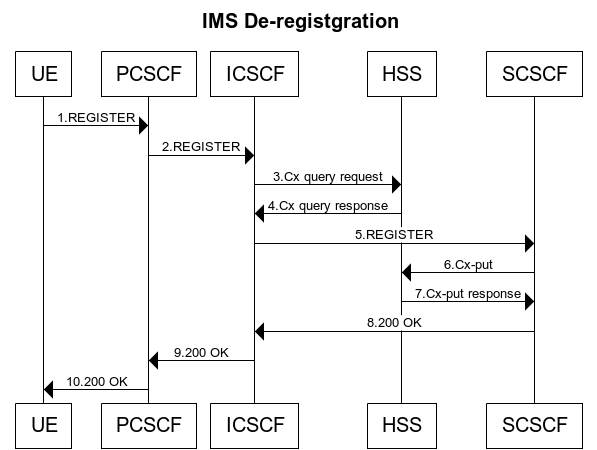 IMS De-registgration
UE PCSCF ICSCF HSS SCSCF
1.REGISTER
2.REGISTER
3.Cx query request
4.Cx query response
5.REGISTER
6.Cx-put
7.Cx-put response
8.200 OK
9.200 OK
10.200 OK
UE PCSCF ICSCF HSS SCSCF